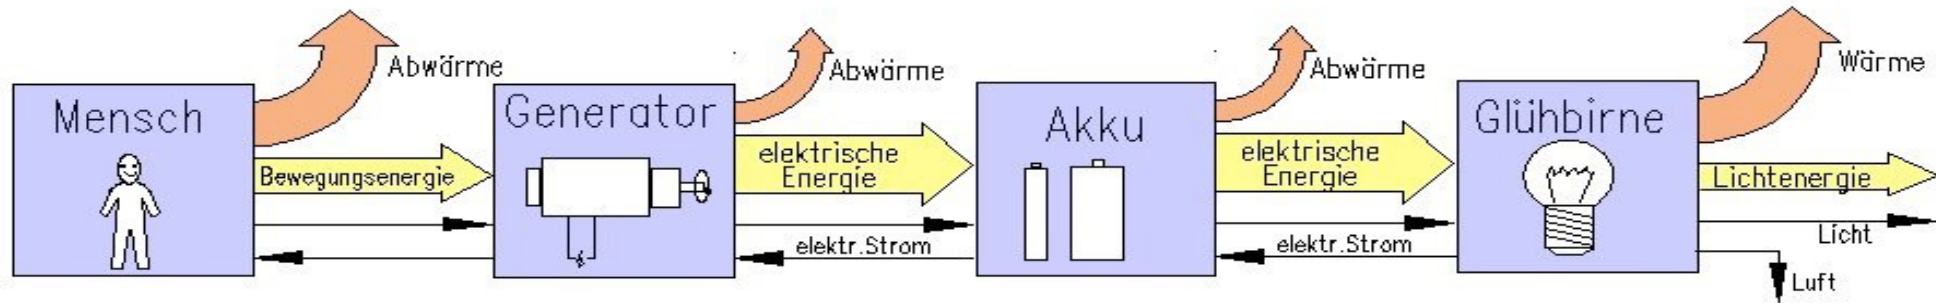 Mensch
Abwärme
Bewegungsenergie
Generator
Abwärme
elektrische
Energie
elektr.Strom
Akku
Abwärme
elektrische
Energie
elektr.Strom
Glühbirne
Wärme
Lichtenergie
Licht
Luft